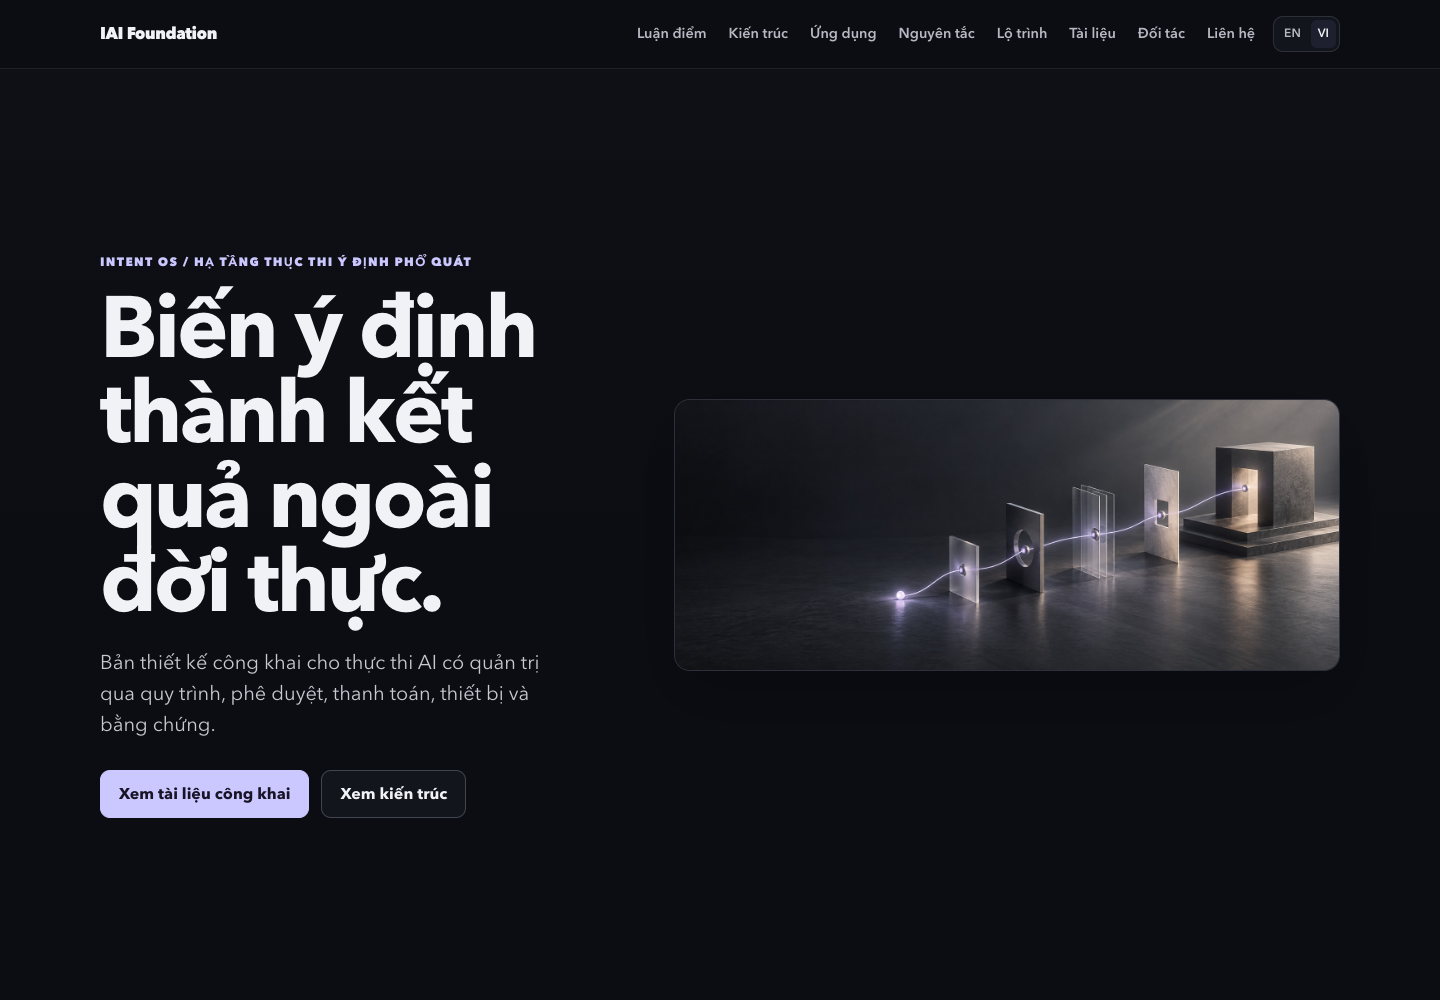 IAI Foundation
Luận điểm
Kiến trúc
Ứng dụng
Nguyên tắc
Lộ trình
Tài liệu
Đối tác
Liên hệ
EN
VI
INTENT OS / HẠ TẦNG THỰC THI Ý ĐỊNH PHỔ QUÁT
Biến ý định
thành kết
quả ngoài
đời thực.
Bản thiết kế công khai cho thực thi AI có quản trị
qua quy trình, phê duyệt, thanh toán, thiết bị và
bằng chứng.
Xem tài liệu công khai
Xem kiến trúc